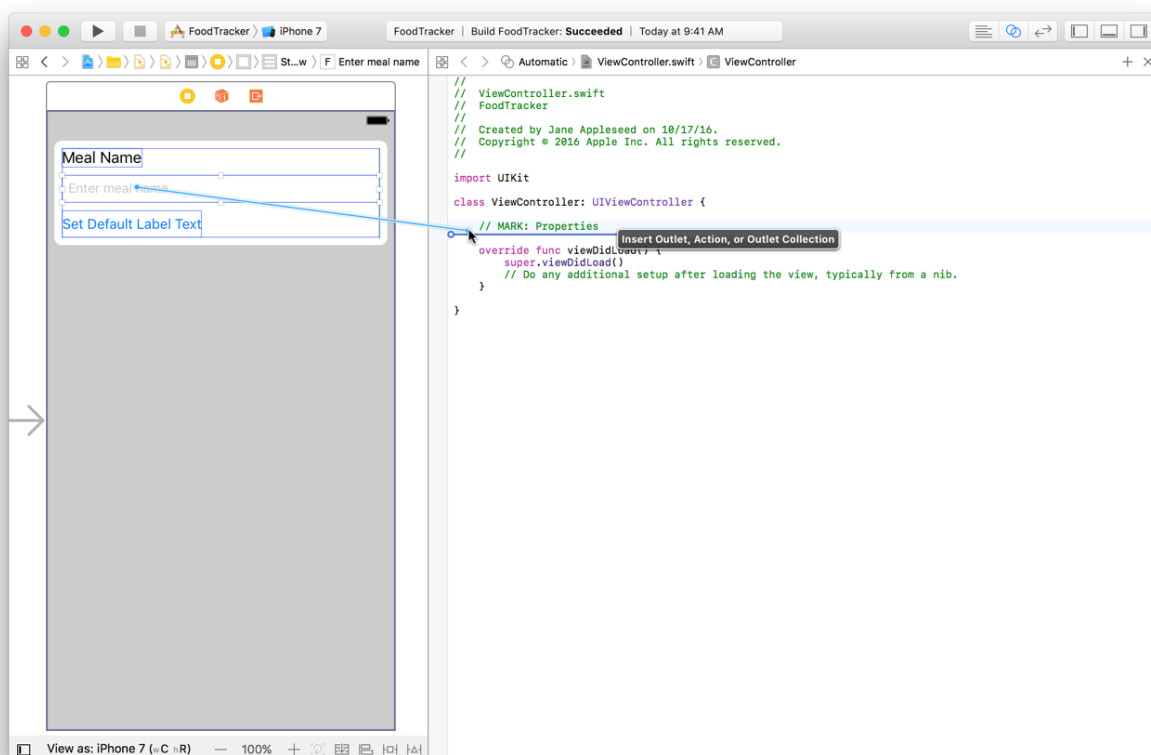 FoodTracker iPhone 7
FoodTracker | Build FoodTracker: Succeeded | Today at 9:41 AM
St...w F Enter meal name
Automatic ViewController.swift C ViewController
Meal Name
Enter meal name
Set Default Label Text
View as: iPhone 7 (wC hR) — 100% +
//
// ViewController.swift
// FoodTracker
//
// Created by Jane Appleseed on 10/17/16.
// Copyright © 2016 Apple Inc. All rights reserved.
//
import UIKit
class ViewController: UIViewController {
// MARK: Properties
Insert Outlet, Action, or Outlet Collection
override func viewDidLoad() {
super.viewDidLoad()
// Do any additional setup after loading the view, typically from a nib.
}
}